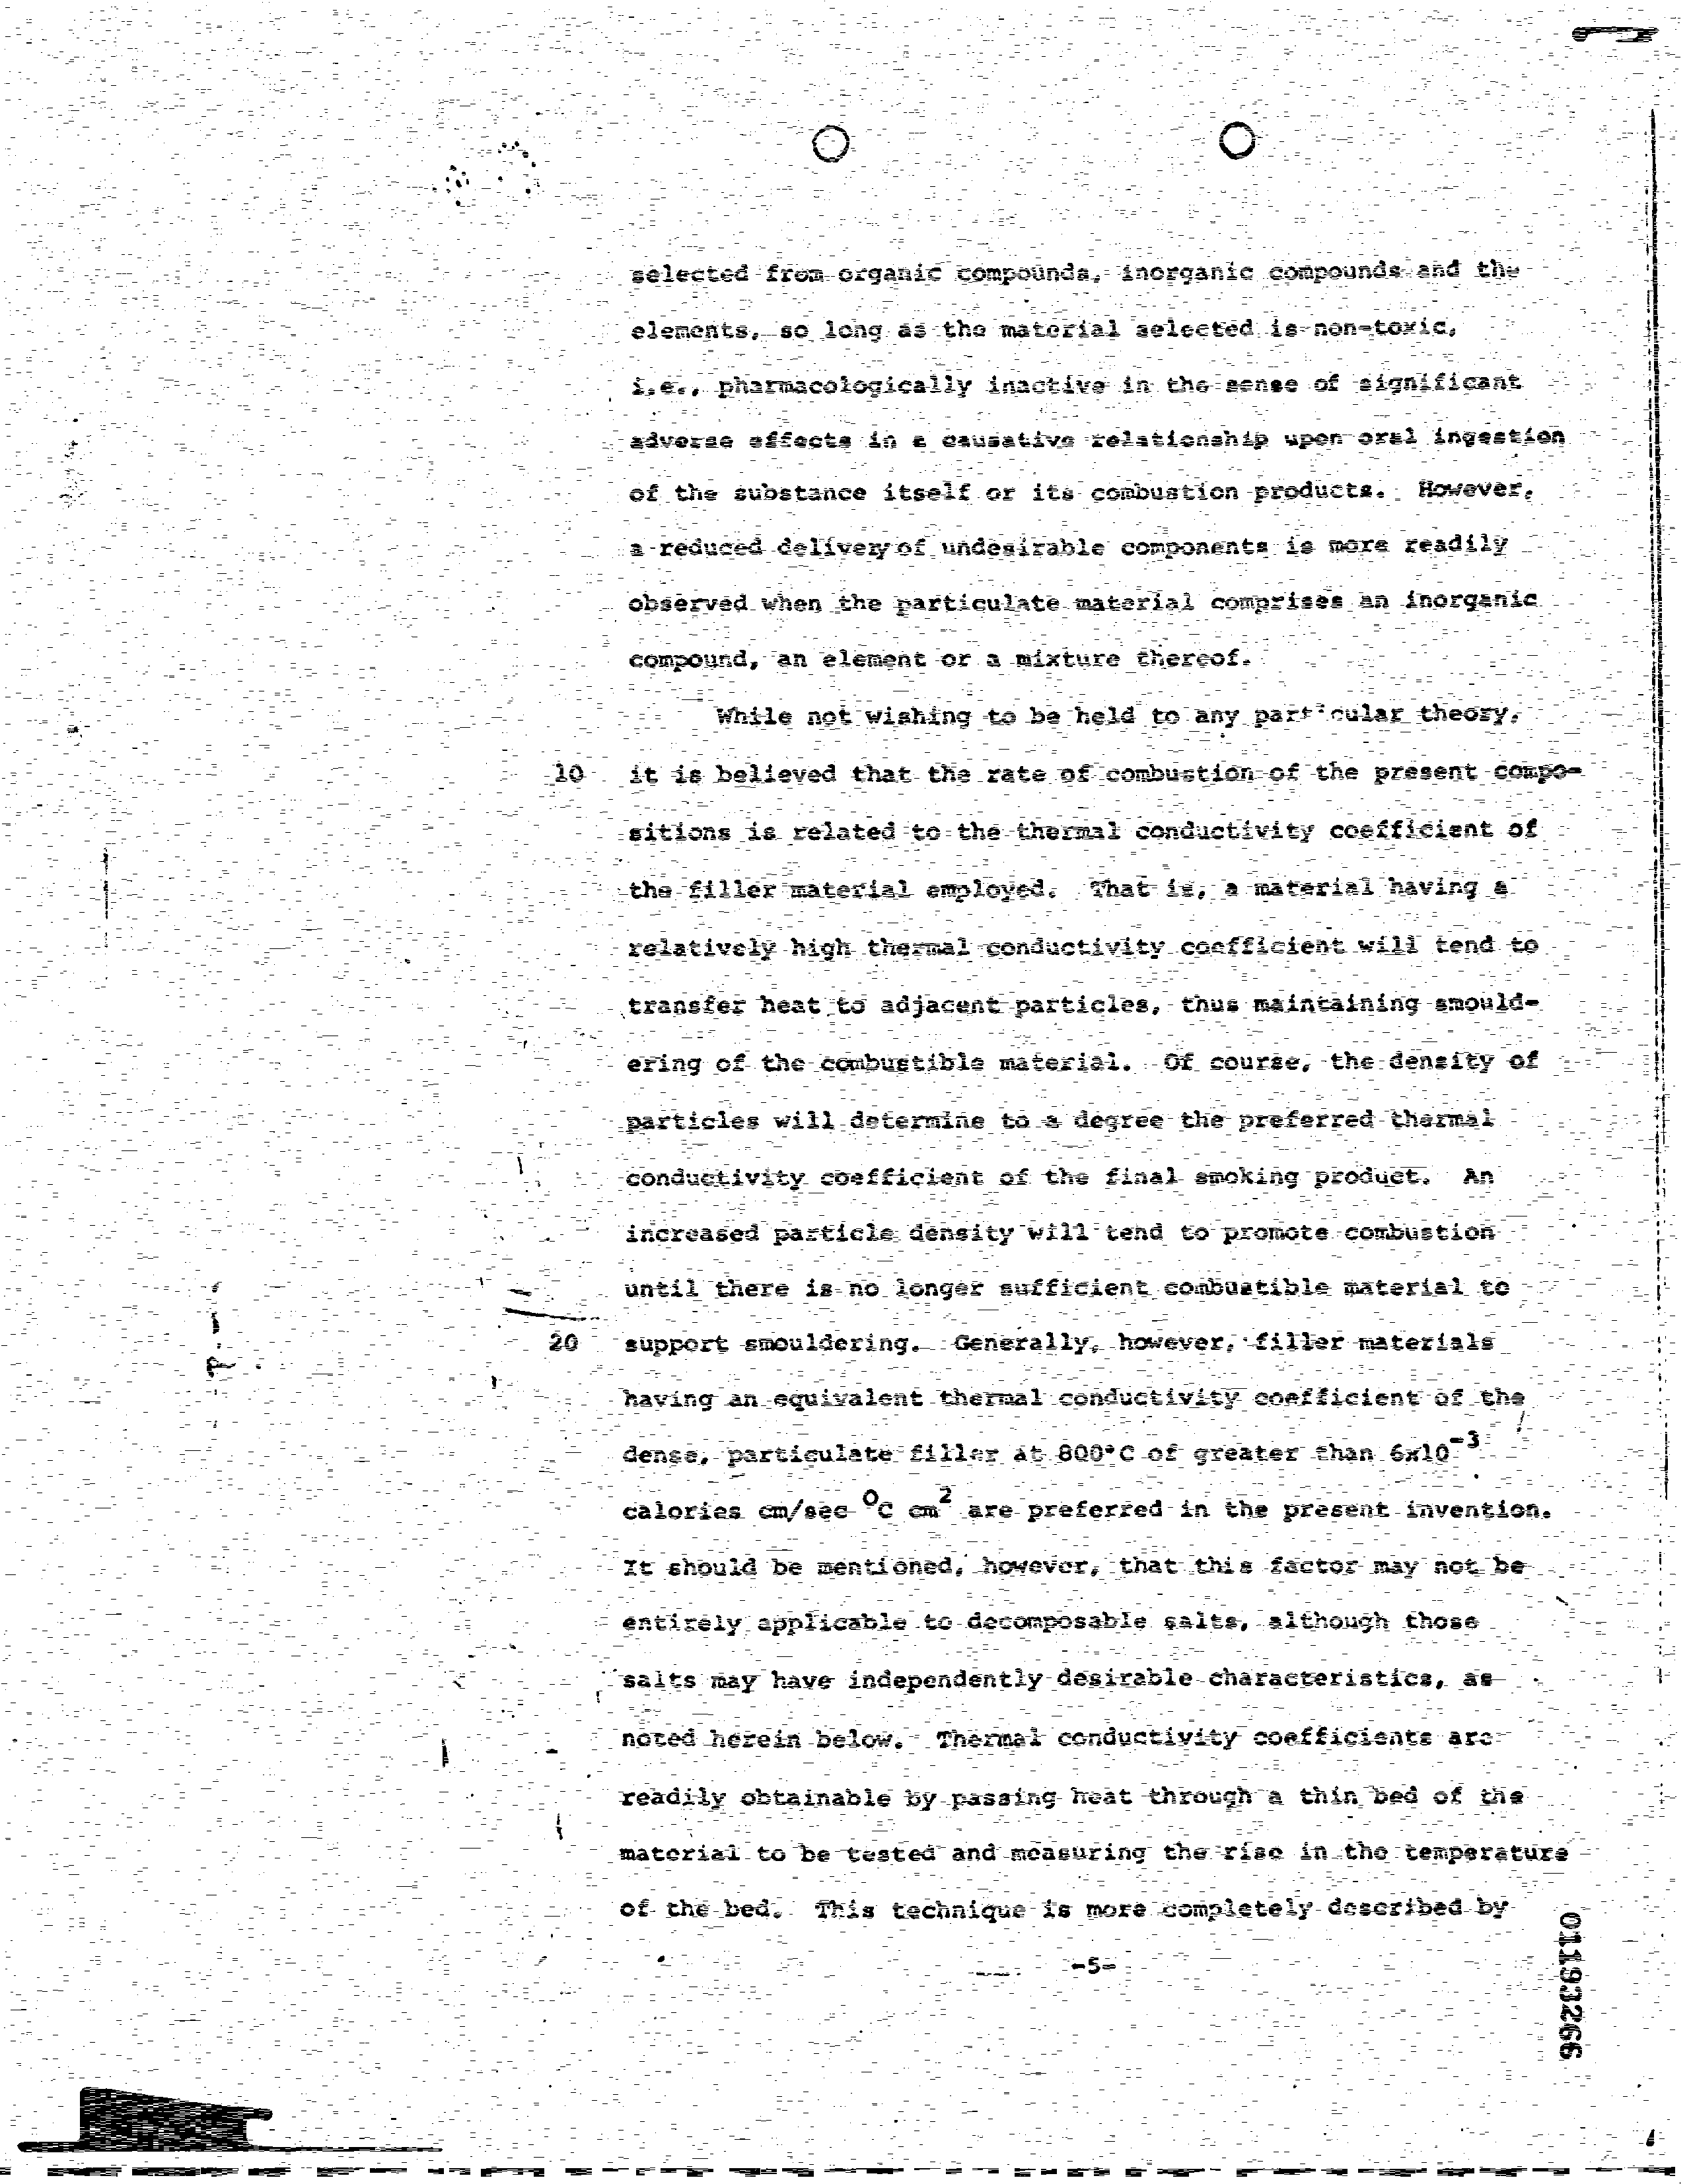 selected from organic compounds, inorganic compounds and the
elements, so long as the material selected is non-toxic,
i.e., pharmacologically inactive in the sense of significant
adverse effects in a causative relationship upon oral ingestion
of the substance itself or its combustion products. However,
a reduced delivery of undesirable components is more readily
observed when the particulate material comprises an inorganic
compound, an element or a mixture thereof.
While not wishing to be held to any particular theory,
10 it is believed that the rate of combustion of the present compo-
sitions is related to the thermal conductivity coefficient of
the filler material employed. That is, a material having a
relatively high thermal conductivity coefficient will tend to
transfer heat to adjacent particles, thus maintaining smould-
ering of the combustible material. Of course, the density of
particles will determine to a degree the preferred thermal
conductivity coefficient of the final smoking product. An
increased particle density will tend to promote combustion
until there is no longer sufficient combustible material to
20 support smouldering. Generally, however, filler materials
having an equivalent thermal conductivity coefficient of the
dense, particulate filler at 800°C of greater than 6x10⁻³
calories cm/sec °C cm² are preferred in the present invention.
It should be mentioned, however, that this factor may not be
entirely applicable to decomposable salts, although those
salts may have independently desirable characteristics, as
noted herein below. Thermal conductivity coefficients are
readily obtainable by passing heat through a thin bed of the
material to be tested and measuring the rise in the temperature
of the bed. This technique is more completely described by
-5-
01193266